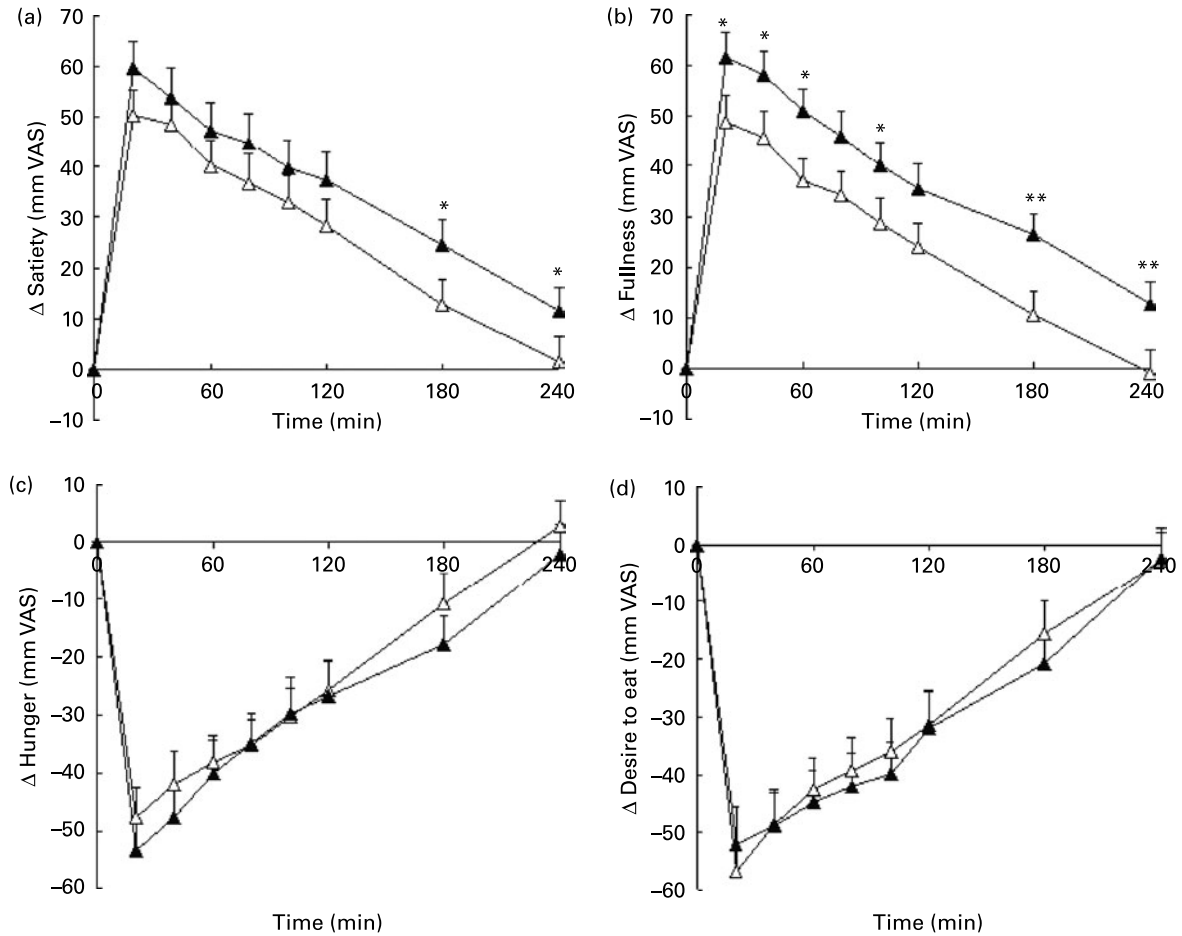 (a)
70
60
50
40
30
20
10
0
–10
Δ Satiety (mm VAS)
*
*
0 60 120 180 240
Time (min)
(b)
70
60
50
40
30
20
10
0
–10
Δ Fullness (mm VAS)
* * * * ** **
0 60 120 180 240
Time (min)
(c)
10
0
–10
–20
–30
–40
–50
–60
Δ Hunger (mm VAS)
0 60 120 180 240
Time (min)
(d)
10
0
–10
–20
–30
–40
–50
–60
Δ Desire to eat (mm VAS)
0 60 120 180 240
Time (min)